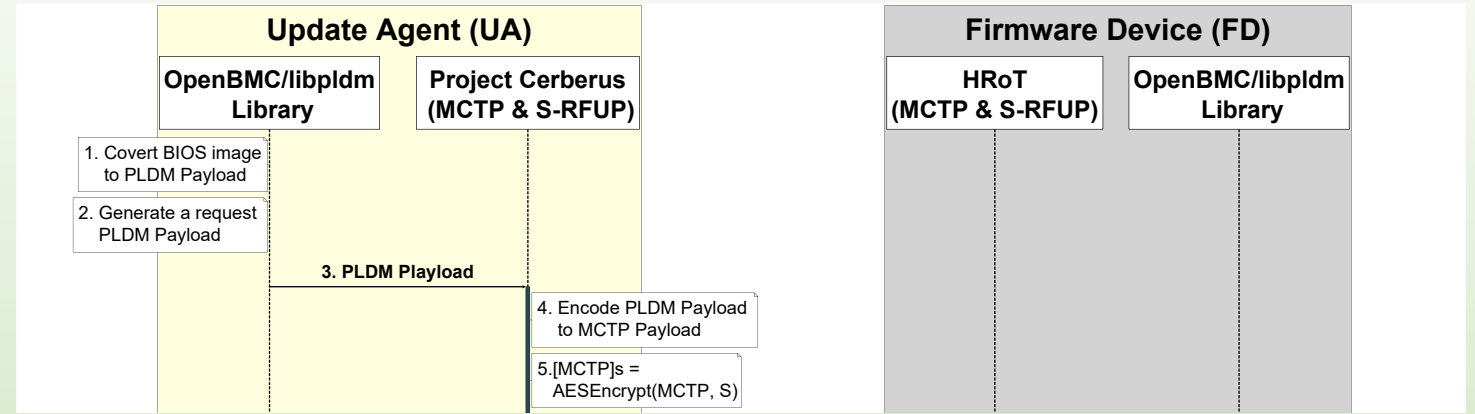 Update Agent (UA)
Firmware Device (FD)
OpenBMC/libpldm
Library
Project Cerberus
(MCTP & S-RFUP)
HRoT
(MCTP & S-RFUP)
OpenBMC/libpldm
Library
1. Covert BIOS image
to PLDM Payload
2. Generate a request
PLDM Payload
3. PLDM Playload
4. Encode PLDM Payload
to MCTP Payload
5.[MCTP]s =
AESEncrypt(MCTP, S)